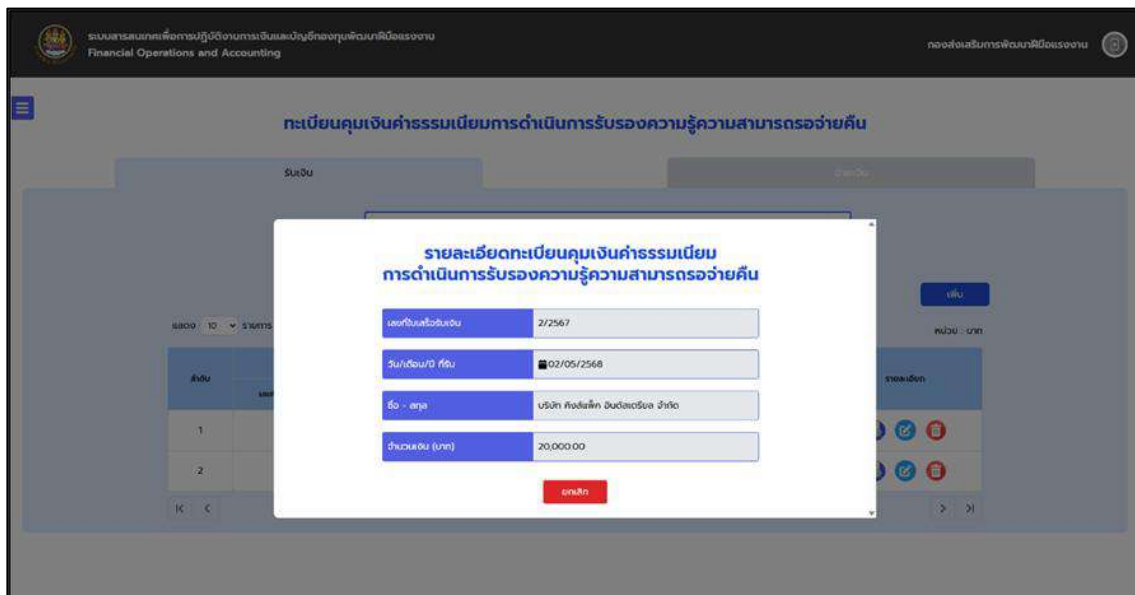 ระบบสารสนเทศเพื่อการปฏิบัติงานการเงินและบัญชีกองทุนพัฒนาฝีมือแรงงาน
Financial Operations and Accounting
กองส่งเสริมการพัฒนาฝีมือแรงงาน
ทะเบียนคุมเงินค่าธรรมเนียมการดำเนินการรับรองความรู้ความสามารถรอจ่ายคืน
รับเงิน
จ่ายเงิน
รายละเอียดทะเบียนคุมเงินค่าธรรมเนียม
การดำเนินการรับรองความรู้ความสามารถรอจ่ายคืน
เพิ่ม
แสดง 10 รายการ
หน่วย : บาท
เลขที่ใบเสร็จรับเงิน 2/2567
วัน/เดือน/ปี ที่รับ 02/05/2568
ชื่อ - สกุล บริษัท คิงส์แพ็ค อินดัสเตรียล จำกัด
จำนวนเงิน (บาท) 20,000.00
ลำดับ
รายละเอียด
1
2
ยกเลิก